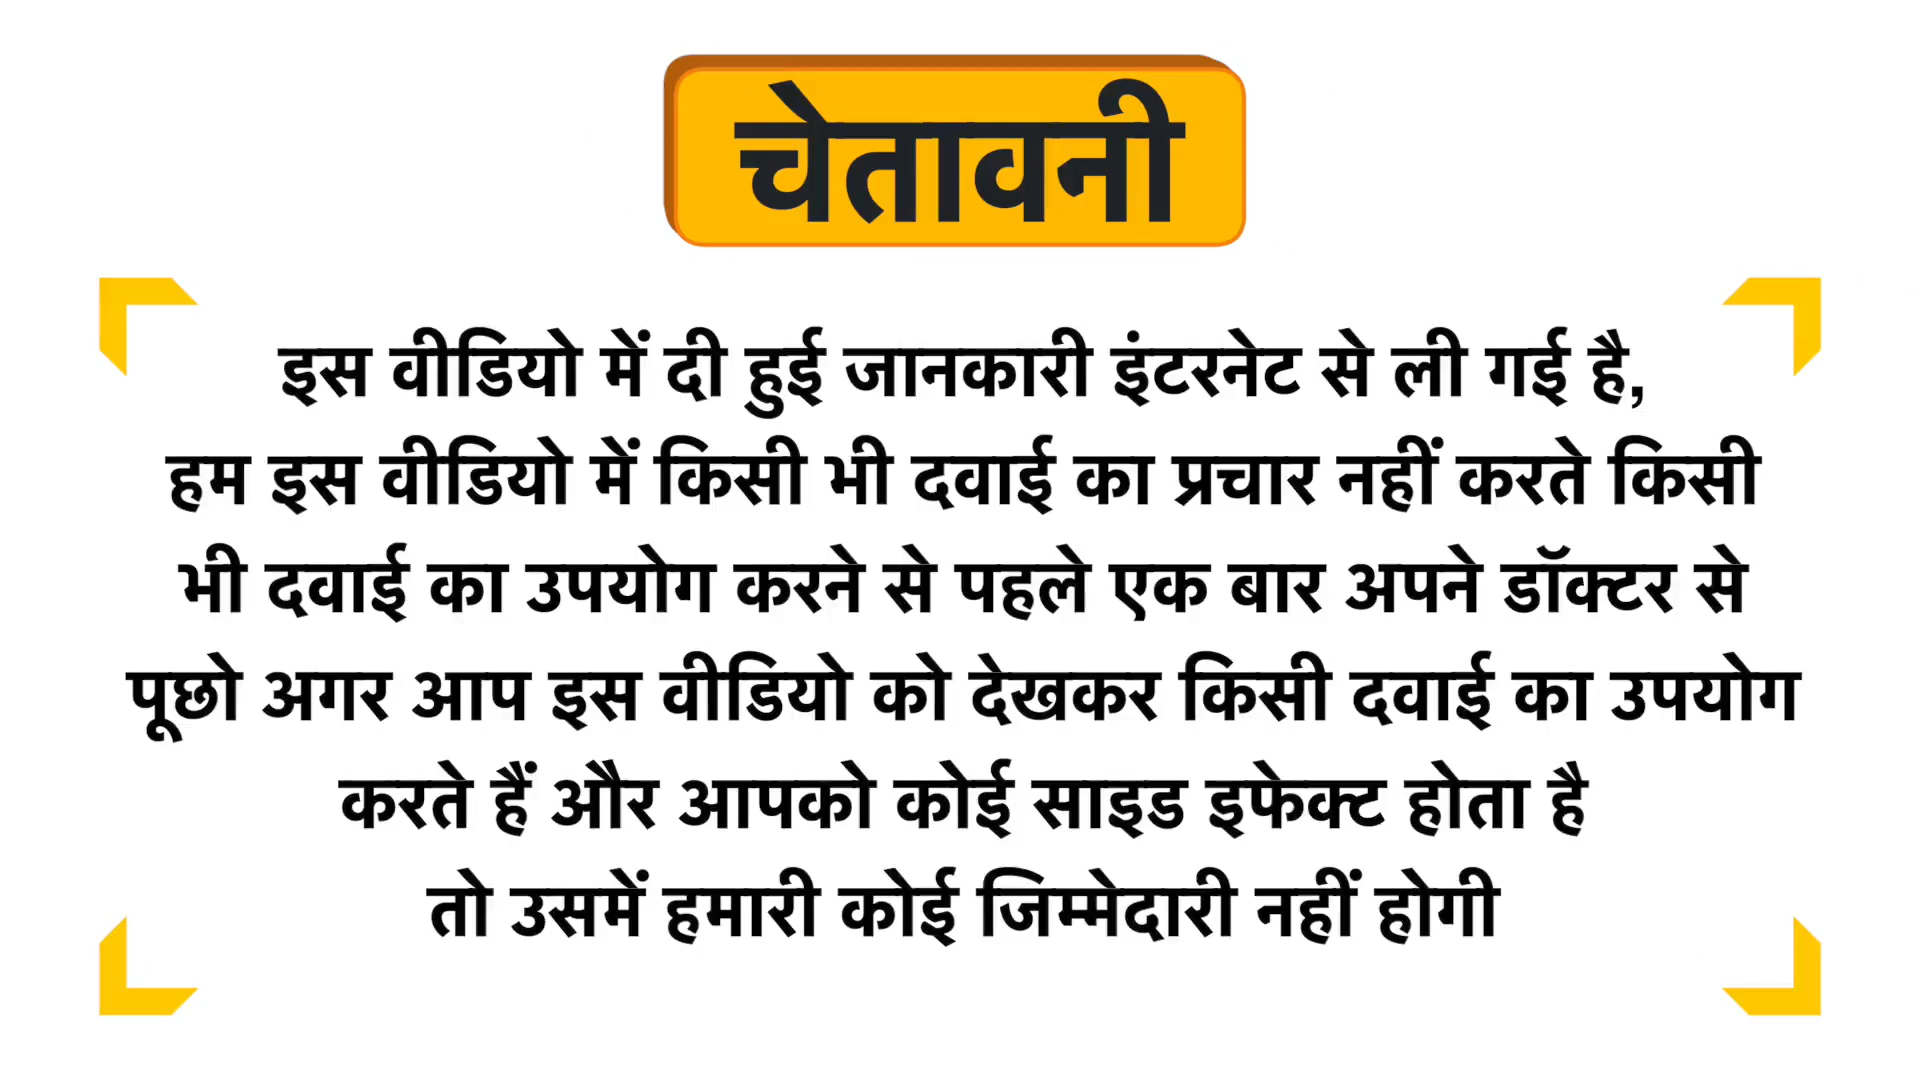 चेतावनी
इस वीडियो में दी हुई जानकारी इंटरनेट से ली गई है,
हम इस वीडियो में किसी भी दवाई का प्रचार नहीं करते किसी
भी दवाई का उपयोग करने से पहले एक बार अपने डॉक्टर से
पूछो अगर आप इस वीडियो को देखकर किसी दवाई का उपयोग
करते हैं और आपको कोई साइड इफेक्ट होता है
तो उसमें हमारी कोई जिम्मेदारी नहीं होगी